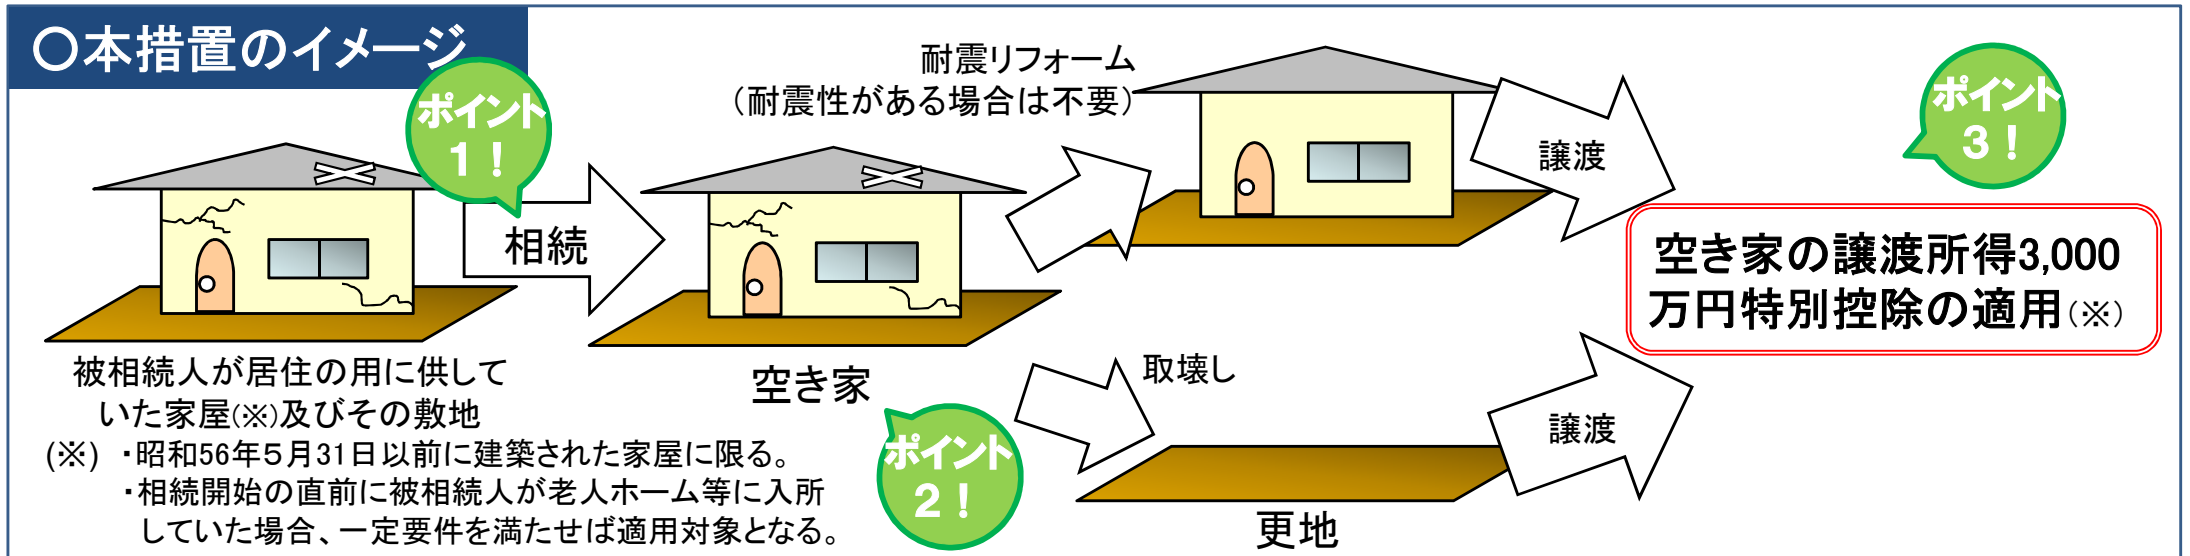 〇本措置のイメージ
ポイント
1！
相続
被相続人が居住の用に供して
いた家屋(※)及びその敷地
(※) ・昭和56年５月31日以前に建築された家屋に限る。
・相続開始の直前に被相続人が老人ホーム等に入所
していた場合、一定要件を満たせば適用対象となる。
空き家
ポイント
２！
耐震リフォーム
（耐震性がある場合は不要）
譲渡
取壊し
更地
譲渡
ポイント
３！
空き家の譲渡所得3,000
万円特別控除の適用(※)